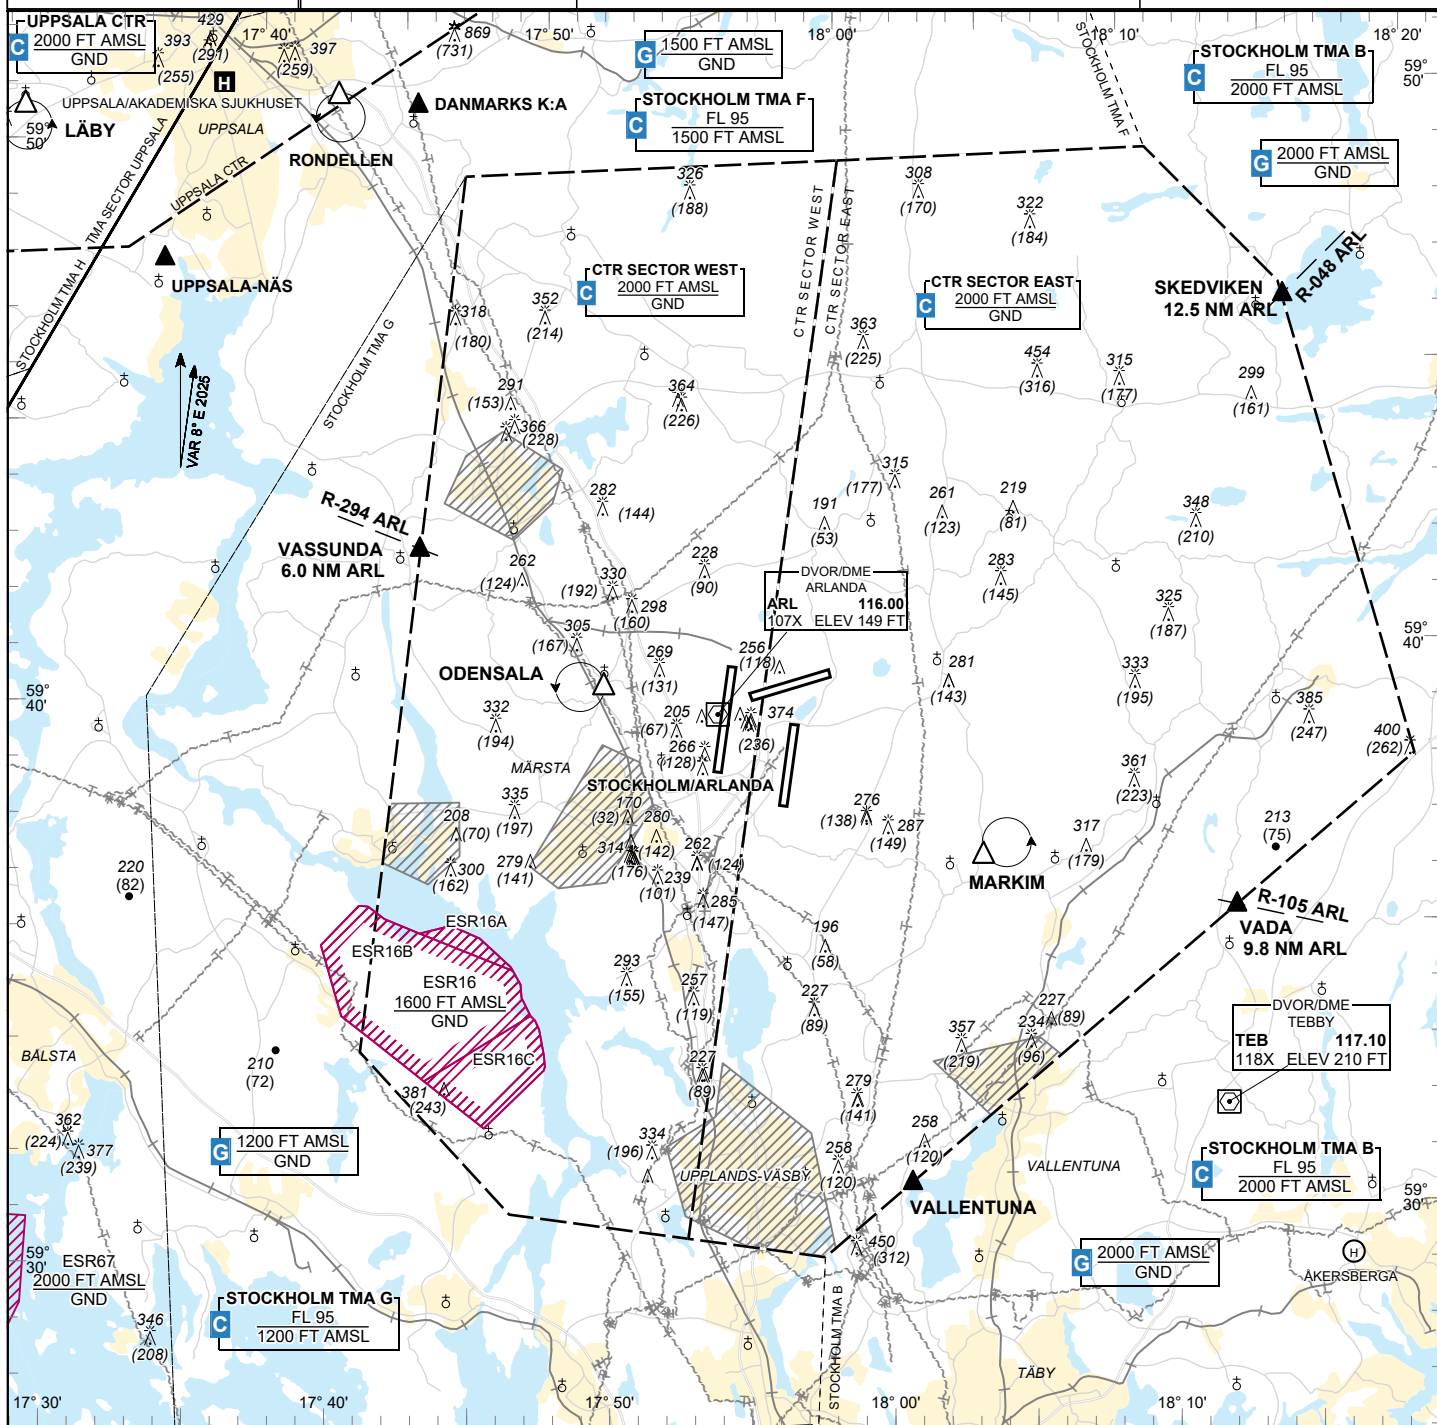 UPPSALA CTR
C
2000 FT AMSL
GND
393
(255)
429
(291)
17° 40'
(259)
397
869
(731)
17° 50'
G
1500 FT AMSL
GND
18° 00'
STOCKHOLM TMA F
18° 10'
18° 20'
STOCKHOLM TMA B
C
FL 95
2000 FT AMSL
59°
50'
H
UPPSALA/AKADEMISKA SJUKHUSET
LÄBY
59°
50'
UPPSALA
DANMARKS K:A
RONDELLEN
STOCKHOLM TMA F
C
FL 95
1500 FT AMSL
G
2000 FT AMSL
GND
TMA SECTOR UPPSALA
STOCKHOLM TMA H
UPPSALA CTR
326
(188)
308
(170)
322
(184)
CTR SECTOR WEST
CTR SECTOR EAST
UPPSALA-NÄS
CTR SECTOR WEST
C
2000 FT AMSL
GND
CTR SECTOR EAST
C
2000 FT AMSL
GND
SKEDVIKEN
12.5 NM ARL
R-048 ARL
318
(180)
352
(214)
363
(225)
STOCKHOLM TMA G
VAR 8° E 2025
291
(153)
366
(228)
364
(226)
454
(316)
315
(177)
299
(161)
R-294 ARL
VASSUNDA
6.0 NM ARL
282
(144)
315
(177)
191
(53)
261
(123)
219
(81)
348
(210)
262
(124)
228
(90)
283
(145)
330
(192)
298
(160)
DVOR/DME
ARLANDA
ARL 116.00
107X ELEV 149 FT
325
(187)
59°
40'
305
(167)
ODENSALA
269
(131)
256
(118)
281
(143)
333
(195)
59°
40'
332
(194)
205
(67)
374
(236)
385
(247)
400
(262)
266
(128)
MÄRSTA
STOCKHOLM/ARLANDA
361
(223)
335
(197)
170
(32)
280
(142)
276
(138)
287
(149)
317
(179)
213
(75)
208
(70)
300
(162)
279
(141)
314
(176)
262
(124)
239
(101)
285
(147)
MARKIM
220
(82)
R-105 ARL
VADA
9.8 NM ARL
ESR16A
ESR16B
ESR16
1600 FT AMSL
GND
ESR16C
196
(58)
293
(155)
257
(119)
227
(89)
227
(89)
357
(219)
234
(96)
DVOR/DME
TEBBY
TEB 117.10
118X ELEV 210 FT
BÅLSTA
210
(72)
381
(243)
227
(89)
279
(141)
362
(224)
377
(239)
G
1200 FT AMSL
GND
334
(196)
UPPLANDS-VÄSBY
258
(120)
258
(120)
VALLENTUNA
VALLENTUNA
STOCKHOLM TMA B
C
FL 95
2000 FT AMSL
59°
30'
59°
30'
450
(312)
G
2000 FT AMSL
GND
H
ÅKERSBERGA
ESR67
2000 FT AMSL
GND
346
(208)
STOCKHOLM TMA G
C
FL 95
1200 FT AMSL
STOCKHOLM TMA B
TÄBY
17° 30'
17° 40'
17° 50'
18° 00'
18° 10'